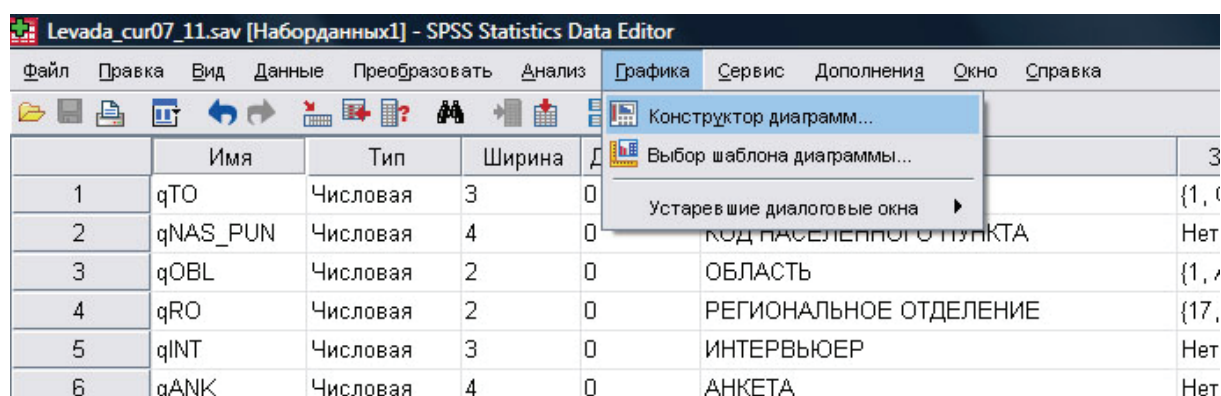 Levada_cur07_11.sav [Наборданных1] - SPSS Statistics Data Editor
Файл Правка Вид Данные Преобразовать Анализ Графика Сервис Дополнения Окно Справка
Конструктор диаграмм...
Выбор шаблона диаграммы...
Устаревшие диалоговые окна
Имя Тип Ширина
1 qTO Числовая 3 0 {1,
2 qNAS_PUN Числовая 4 0 КОД НАСЕЛЕННОГО ПУНКТА Нет
3 qOBL Числовая 2 0 ОБЛАСТЬ {1,
4 qRO Числовая 2 0 РЕГИОНАЛЬНОЕ ОТДЕЛЕНИЕ {17,
5 qINT Числовая 3 0 ИНТЕРВЬЮЕР Нет
6 qANK Числовая 4 0 АНКЕТА Нет